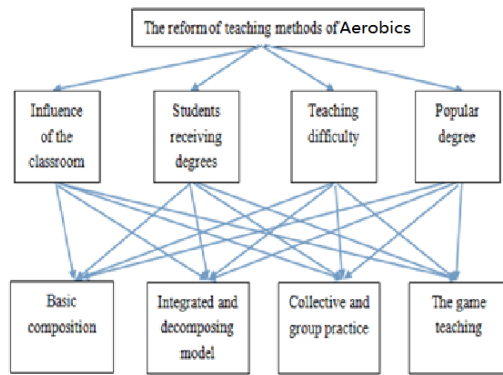 The reform of teaching methods of Aerobics
Influence
of the
classroom
Students
receiving
degrees
Teaching
difficulty
Popular
degree
Basic
composition
Integrated and
decomposing
model
Collective and
group practice
The game
teaching